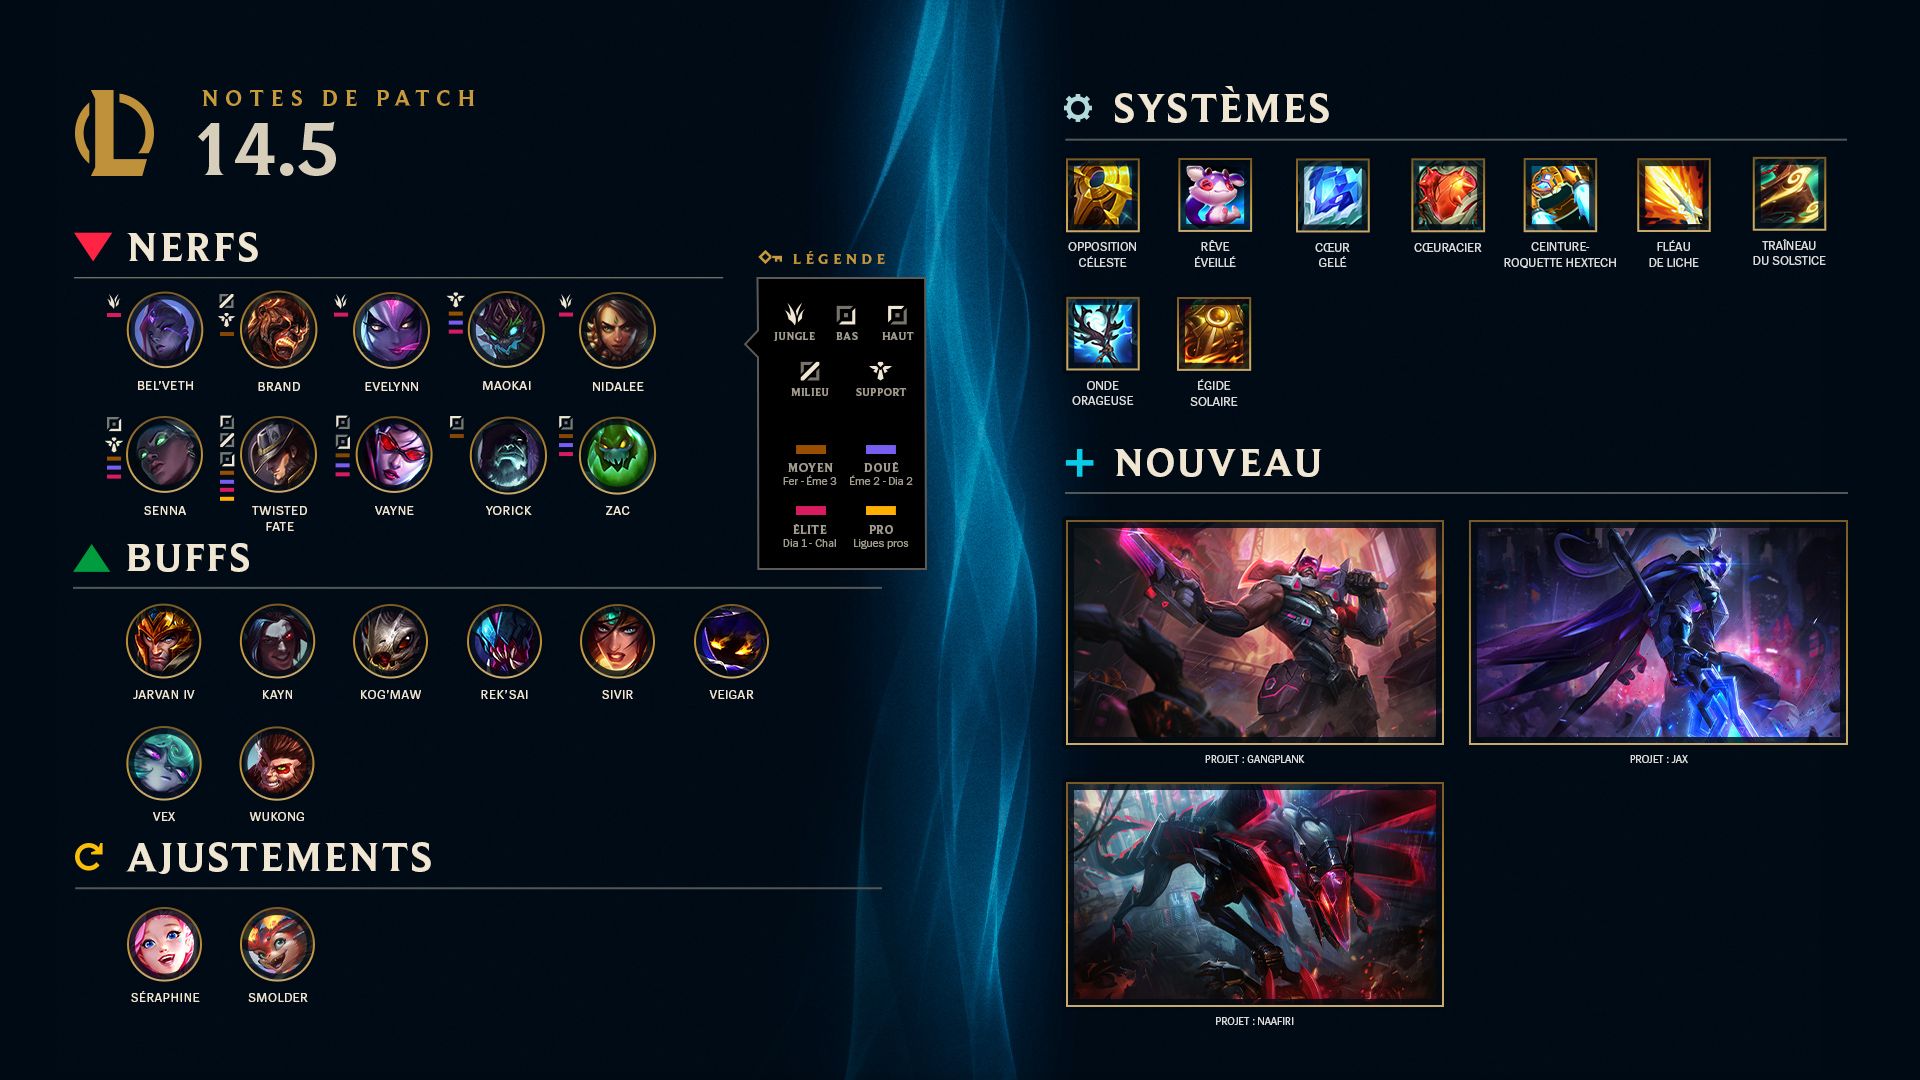 NOTES DE PATCH
14.5
NERFS
BEL'VETH
BRAND
EVELYNN
MAOKAI
NIDALEE
SENNA
TWISTED
FATE
VAYNE
YORICK
ZAC
LÉGENDE
JUNGLE
BAS
HAUT
MILIEU
SUPPORT
MOYEN
Fer - Éme 3
DOUÉ
Éme 2 - Dia 2
ÉLITE
Dia 1 - Chal
PRO
Ligues pros
BUFFS
JARVAN IV
KAYN
KOG'MAW
REK'SAI
SIVIR
VEIGAR
VEX
WUKONG
AJUSTEMENTS
SÉRAPHINE
SMOLDER
SYSTÈMES
OPPOSITION
CÉLESTE
RÊVE
ÉVEILLÉ
CŒUR
GELÉ
CŒURACIER
CEINTURE-
ROQUETTE HEXTECH
FLÉAU
DE LICHE
TRAÎNEAU
DU SOLSTICE
ONDE
ORAGEUSE
ÉGIDE
SOLAIRE
NOUVEAU
PROJET : GANGPLANK
PROJET : JAX
PROJET : NAAFIRI